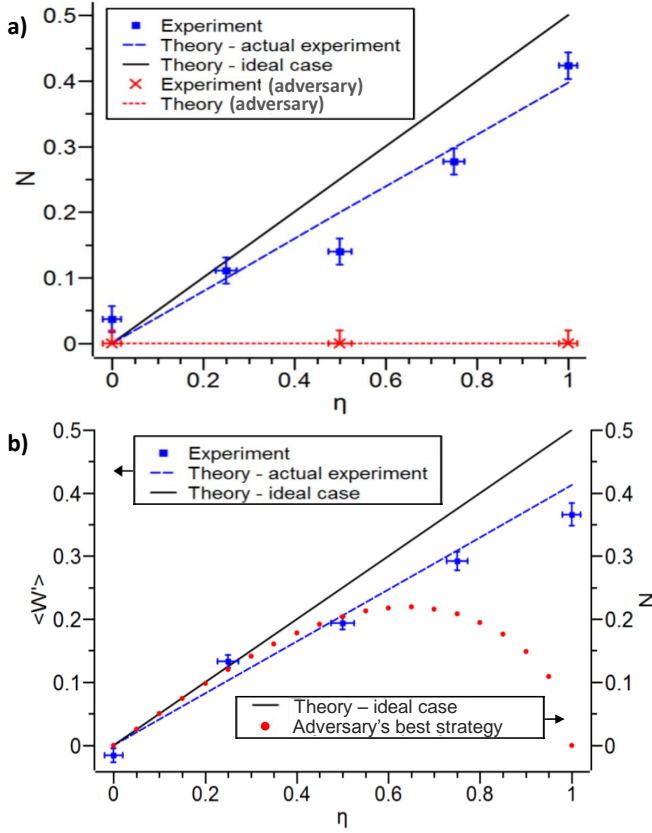 a)
Experiment
Theory - actual experiment
Theory - ideal case
Experiment (adversary)
Theory (adversary)
0.5
0.4
0.3
0.2
0.1
0
N
0 0.2 0.4 0.6 0.8 1
η
b)
Experiment
Theory - actual experiment
Theory - ideal case
0.5
0.4
0.3
0.2
0.1
0
<W'>
0.5
0.4
0.3
0.2
0.1
0
N
Theory – ideal case
Adversary's best strategy
0 0.2 0.4 0.6 0.8 1
η